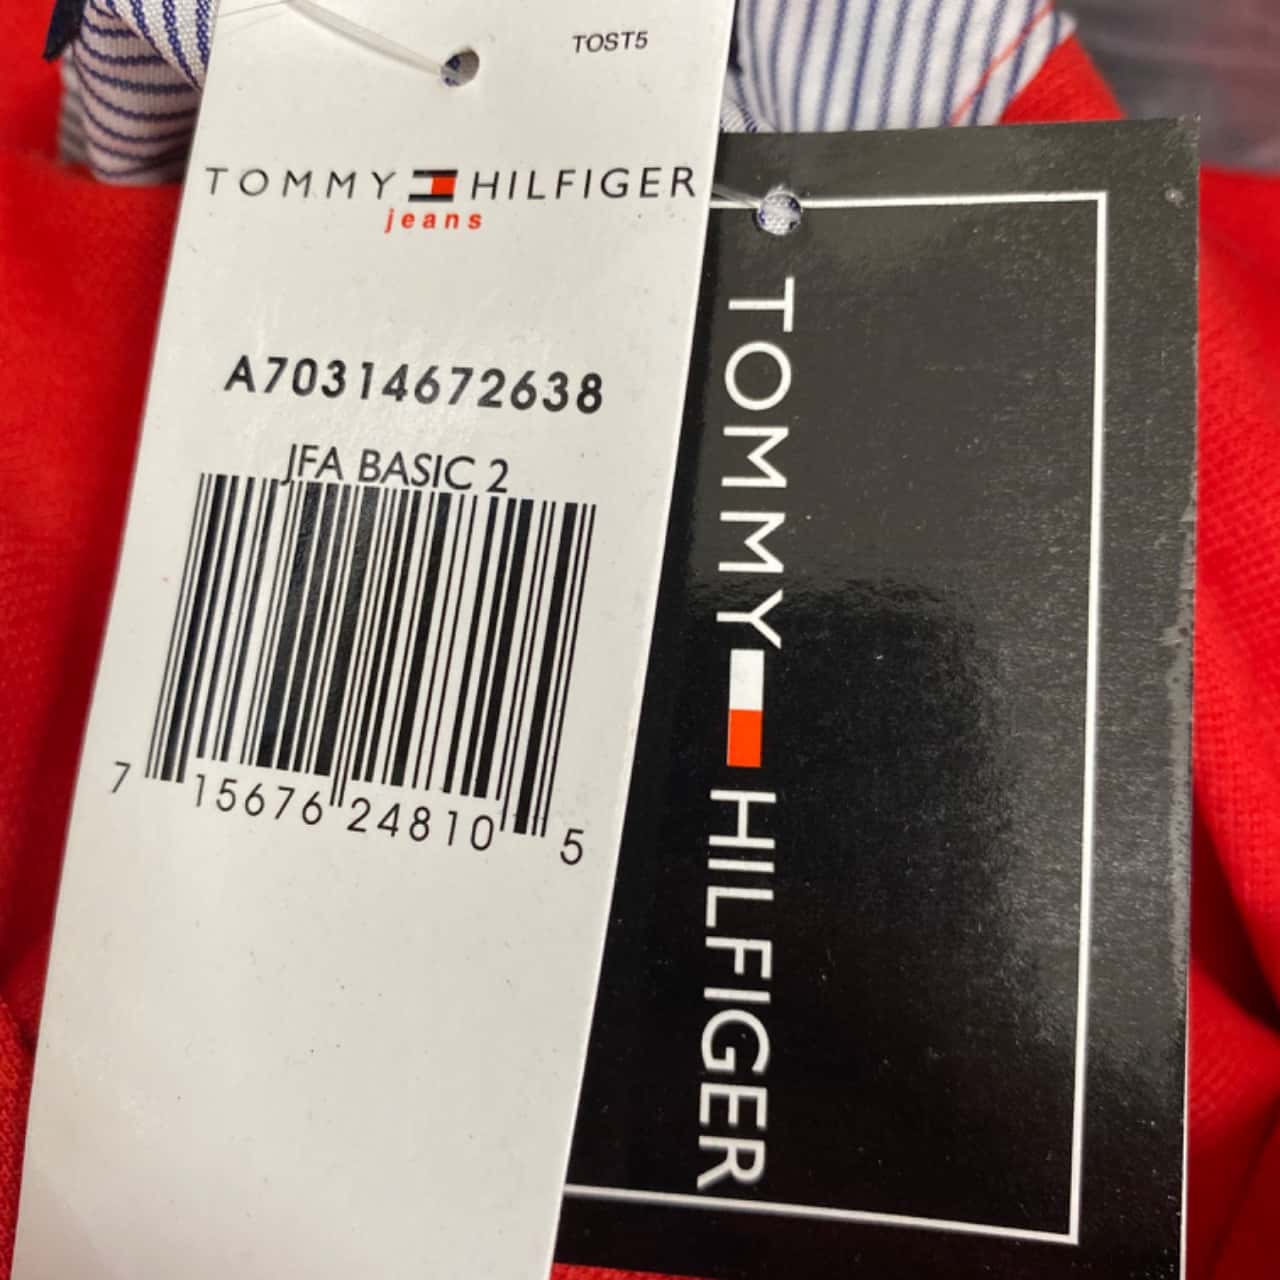 TOST5
TOMMY HILFIGER
jeans
A70314672638
JFA BASIC 2
7 15676 24810 5
TOMMY HILFIGER